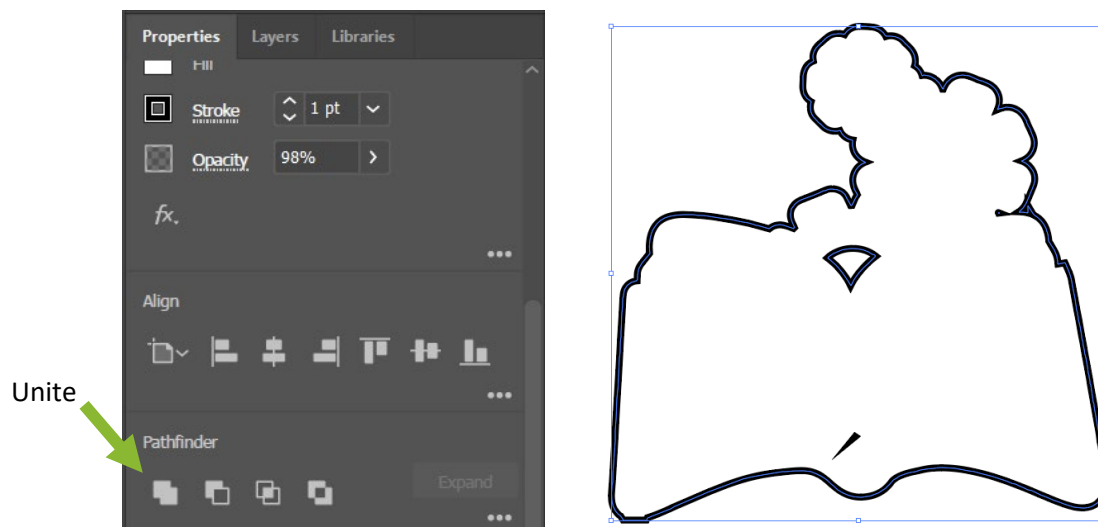 Properties Layers Libraries
Fill
Stroke 1 pt
Opacity 98%
fx.
Align
Unite
Pathfinder
Expand